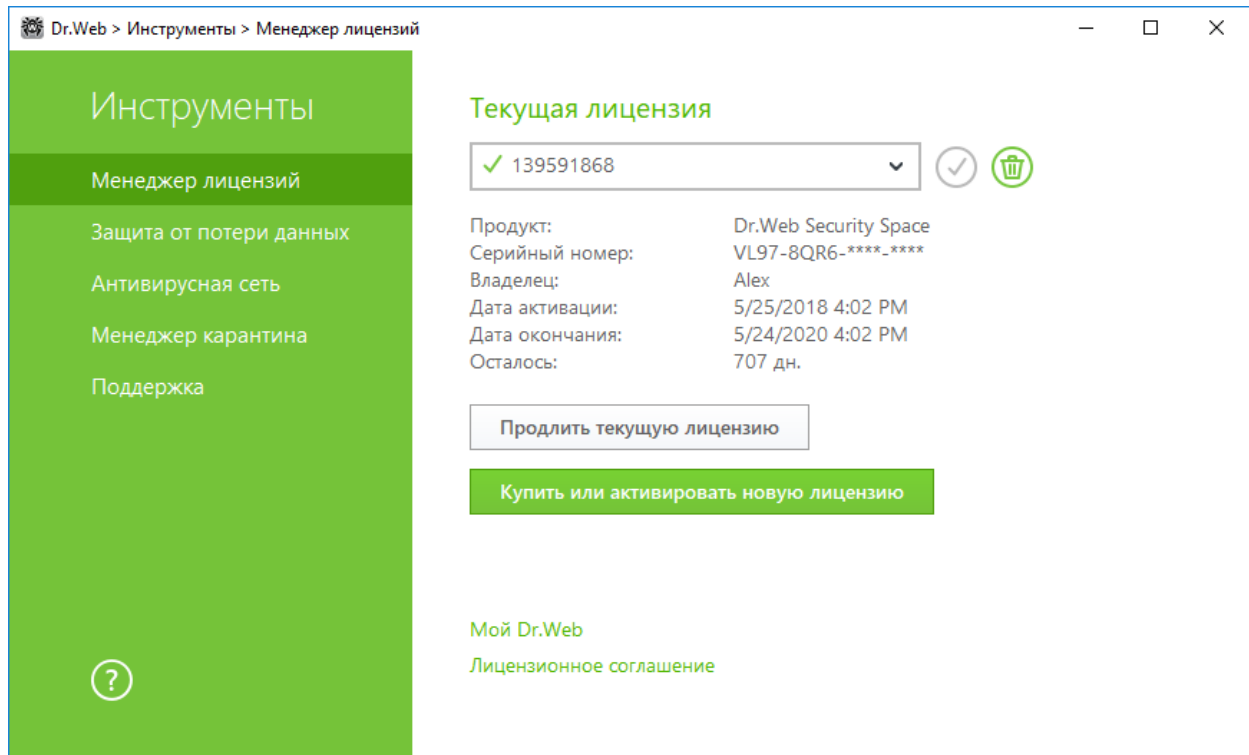 Dr.Web > Инструменты > Менеджер лицензий
Инструменты
Менеджер лицензий
Защита от потери данных
Антивирусная сеть
Менеджер карантина
Поддержка
?
Текущая лицензия
139591868
Продукт: Dr.Web Security Space
Серийный номер: VL97-8QR6-****-****
Владелец: Alex
Дата активации: 5/25/2018 4:02 PM
Дата окончания: 5/24/2020 4:02 PM
Осталось: 707 дн.
Продлить текущую лицензию
Купить или активировать новую лицензию
Мой Dr.Web
Лицензионное соглашение